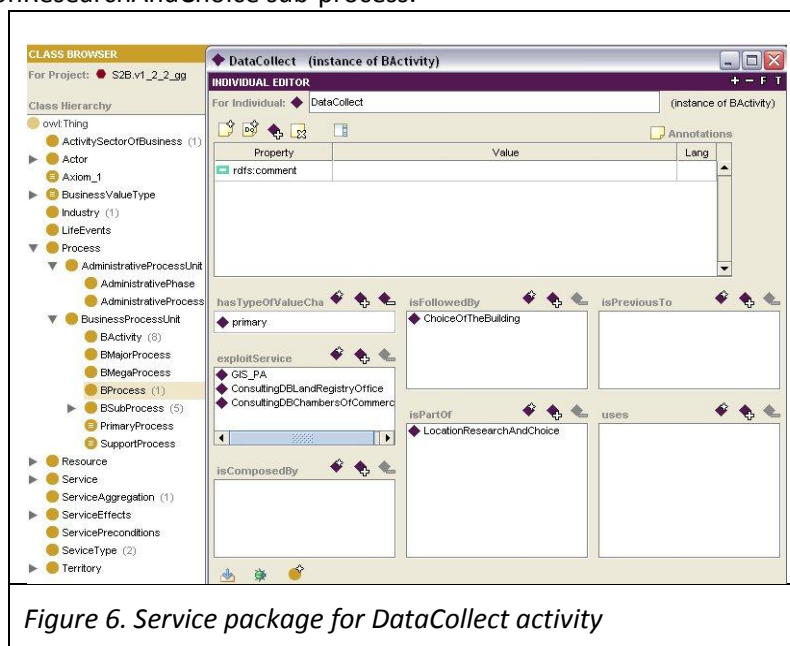 onResearchAndChoice sub-process.
CLASS BROWSER
For Project: S2B.v1_2_2_gg
Class Hierarchy
owl:Thing
ActivitySectorOfBusiness (1)
Actor
Axiom_1
BusinessValueType
Industry (1)
LifeEvents
Process
AdministrativeProcessUnit
AdministrativePhase
AdministrativeProcess
BusinessProcessUnit
BActivity (8)
BMajorProcess
BMegaProcess
BProcess (1)
BSubProcess (5)
PrimaryProcess
SupportProcess
Resource
Service
ServiceAggregation (1)
ServiceEffects
ServicePreconditions
SeviceType (2)
Territory
DataCollect (instance of BActivity)
INDIVIDUAL EDITOR + − F T
For Individual: DataCollect (instance of BActivity)
Annotations
Property Value Lang
rdfs:comment
hasTypeOfValueCha
primary
exploitService
GIS_PA
ConsultingDBLandRegistryOffice
ConsultingDBChambersOfCommerc
isComposedBy
isFollowedBy
ChoiceOfTheBuilding
isPartOf
LocationResearchAndChoice
isPreviousTo
uses
Figure 6. Service package for DataCollect activity